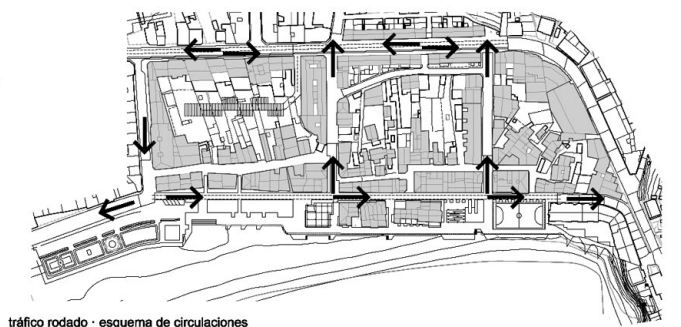 tráfico rodado · esquema de circulaciones